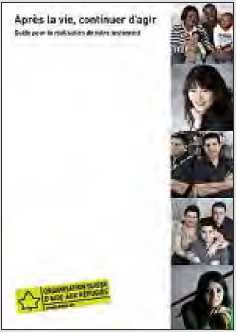 Après la vie, continuer d'agir
Guide pour la réalisation de votre testament
ORGANISATION SUISSE
D'AIDE AUX RÉFUGIÉS